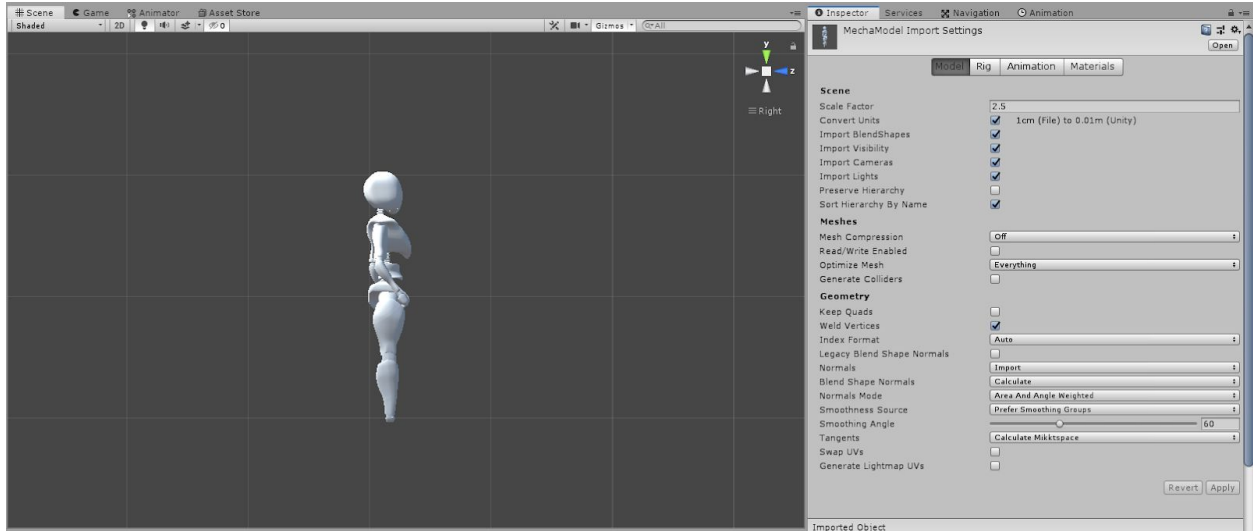 Scene Game Animator Asset Store
Shaded 2D 0 Gizmos All
y
z
Right
Inspector Services Navigation Animation
MechaModel Import Settings
Open
Model Rig Animation Materials
Scene
Scale Factor 2.5
Convert Units 1cm (File) to 0.01m (Unity)
Import BlendShapes
Import Visibility
Import Cameras
Import Lights
Preserve Hierarchy
Sort Hierarchy By Name
Meshes
Mesh Compression Off
Read/Write Enabled
Optimize Mesh Everything
Generate Colliders
Geometry
Keep Quads
Weld Vertices
Index Format Auto
Legacy Blend Shape Normals
Normals Import
Blend Shape Normals Calculate
Normals Mode Area And Angle Weighted
Smoothness Source Prefer Smoothing Groups
Smoothing Angle 60
Tangents Calculate Mikktspace
Swap UVs
Generate Lightmap UVs
Revert Apply
Imported Object